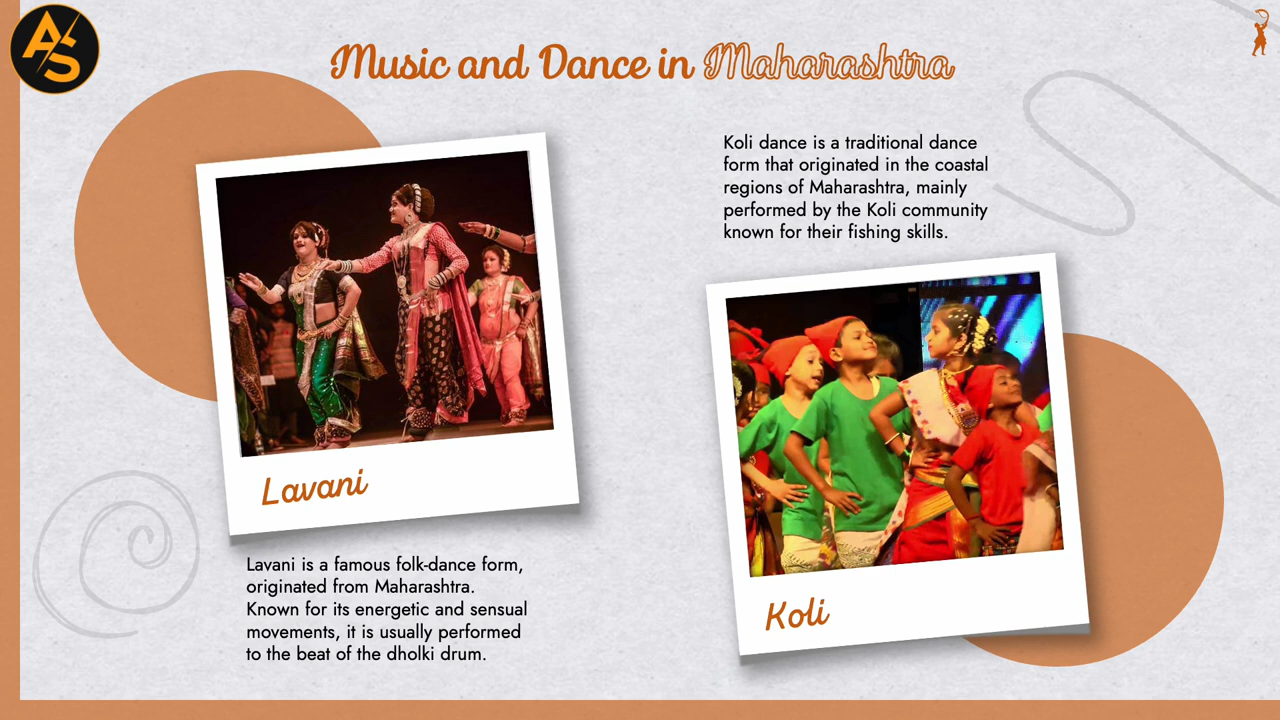 AS
Music and Dance in Maharashtra
Lavani
Lavani is a famous folk-dance form,
originated from Maharashtra.
Known for its energetic and sensual
movements, it is usually performed
to the beat of the dholki drum.
Koli dance is a traditional dance
form that originated in the coastal
regions of Maharashtra, mainly
performed by the Koli community
known for their fishing skills.
Koli